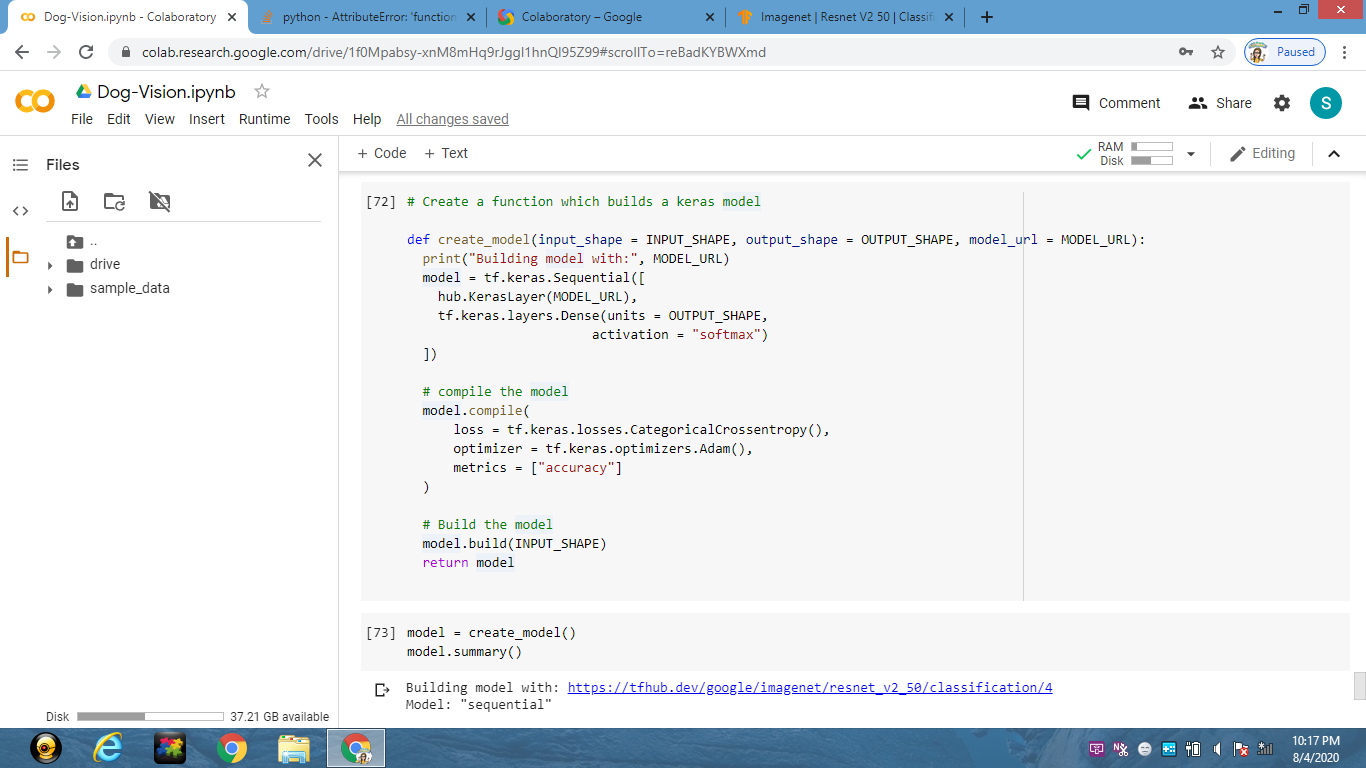 Dog-Vision.ipynb - Colaboratory
python - AttributeError: 'function
Colaboratory – Google
Imagenet | Resnet V2 50 | Classifi
colab.research.google.com/drive/1f0Mpabsy-xnM8mHq9rJggI1hnQl95Z99#scrollTo=reBadKYBWXmd
Paused
Dog-Vision.ipynb
File Edit View Insert Runtime Tools Help All changes saved
Comment
Share
S
Files
+ Code + Text
RAM
Disk
Editing
..
drive
sample_data
[72] # Create a function which builds a keras model
def create_model(input_shape = INPUT_SHAPE, output_shape = OUTPUT_SHAPE, model_url = MODEL_URL):
print("Building model with:", MODEL_URL)
model = tf.keras.Sequential([
hub.KerasLayer(MODEL_URL),
tf.keras.layers.Dense(units = OUTPUT_SHAPE,
activation = "softmax")
])
# compile the model
model.compile(
loss = tf.keras.losses.CategoricalCrossentropy(),
optimizer = tf.keras.optimizers.Adam(),
metrics = ["accuracy"]
)
# Build the model
model.build(INPUT_SHAPE)
return model
[73] model = create_model()
model.summary()
Building model with: https://tfhub.dev/google/imagenet/resnet_v2_50/classification/4
Model: "sequential"
Disk 37.21 GB available
10:17 PM
8/4/2020